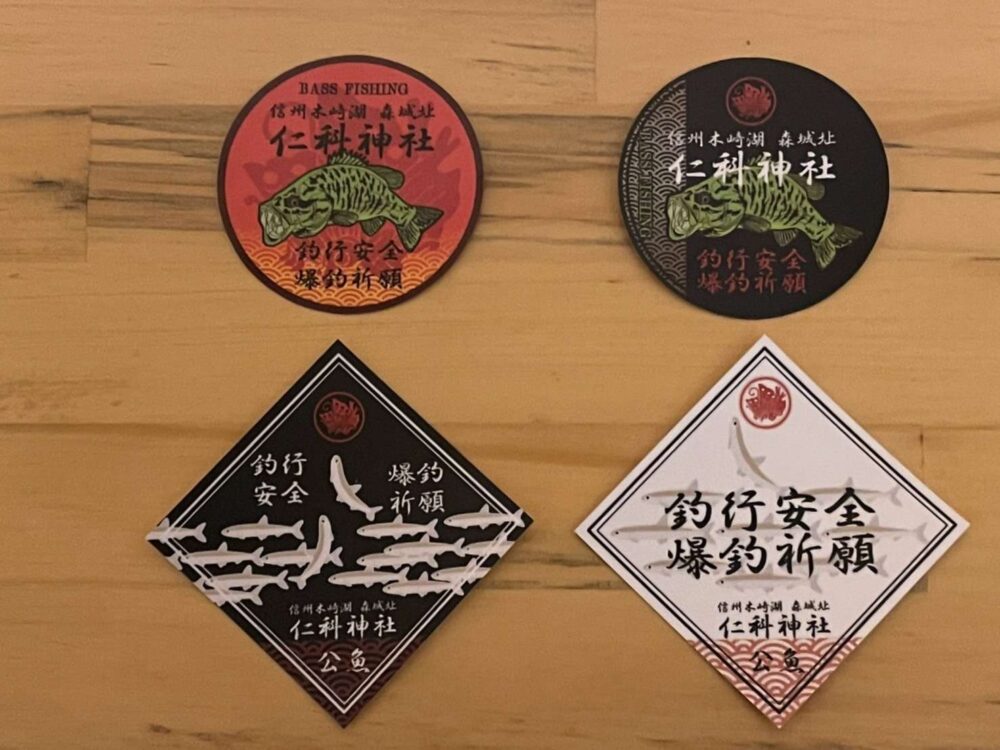 BASS FISHING
信州木崎湖 森城址
仁科神社
釣行安全
爆釣祈願
信州木崎湖 森城址
仁科神社
BASS FISHING
釣行安全
爆釣祈願
釣行
安全
爆釣
祈願
信州木崎湖 森城址
仁科神社
公魚
釣行安全
爆釣祈願
信州木崎湖 森城址
仁科神社
公魚